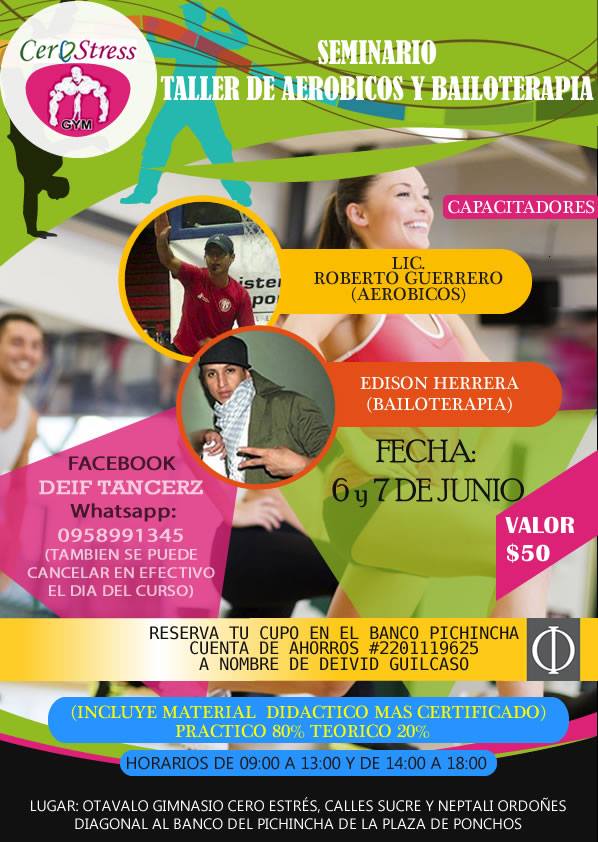 CeroStress
GYM
SEMINARIO
TALLER DE AEROBICOS Y BAILOTERAPIA
CAPACITADORES
LIC.
ROBERTO GUERRERO
(AEROBICOS)
EDISON HERRERA
(BAILOTERAPIA)
FECHA:
6 y 7 DE JUNIO
FACEBOOK
DEIF TANCERZ
Whatsapp:
0958991345
(TAMBIEN SE PUEDE
CANCELAR EN EFECTIVO
EL DIA DEL CURSO)
VALOR
$50
RESERVA TU CUPO EN EL BANCO PICHINCHA
CUENTA DE AHORROS #2201119625
A NOMBRE DE DEIVID GUILCASO
(INCLUYE MATERIAL DIDACTICO MAS CERTIFICADO)
PRACTICO 80% TEORICO 20%
HORARIOS DE 09:00 A 13:00 Y DE 14:00 A 18:00
LUGAR: OTAVALO GIMNASIO CERO ESTRÉS, CALLES SUCRE Y NEPTALI ORDOÑES
DIAGONAL AL BANCO DEL PICHINCHA DE LA PLAZA DE PONCHOS